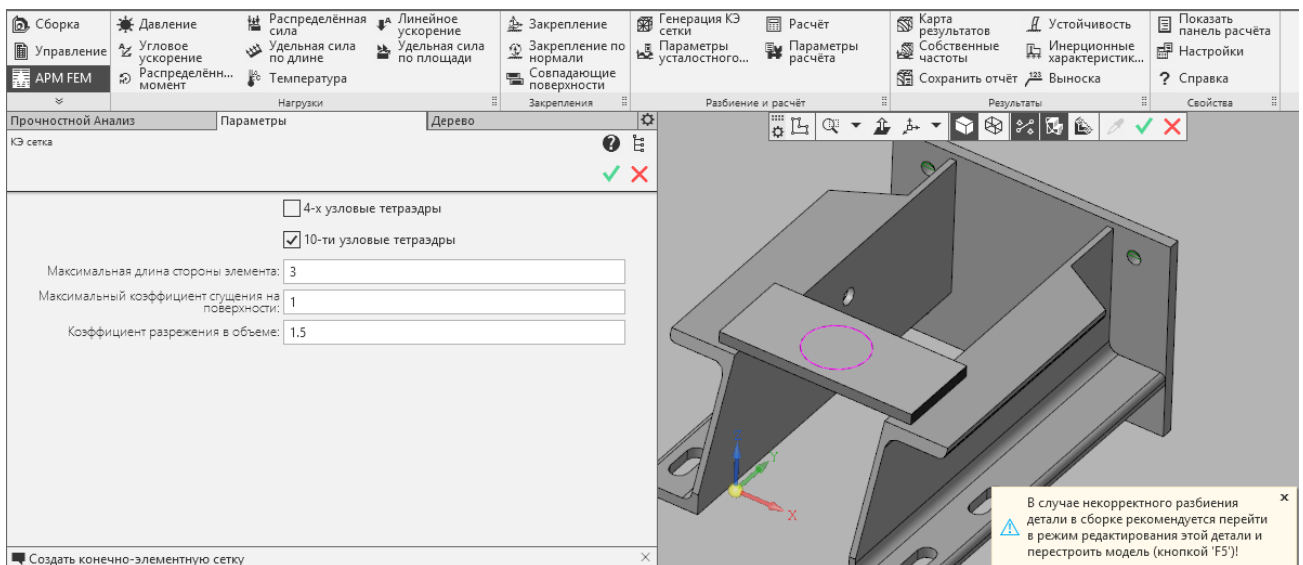 Сборка
Управление
APM FEM
Давление
Угловое ускорение
Распределённ... момент
Распределённая сила
Удельная сила по длине
Температура
Линейное ускорение
Удельная сила по площади
Нагрузки
Закрепление
Закрепление по нормали
Совпадающие поверхности
Закрепления
Генерация КЭ сетки
Параметры усталостного...
Расчёт
Параметры расчёта
Разбиение и расчёт
Карта результатов
Собственные частоты
Сохранить отчёт
Устойчивость
Инерционные характеристик...
Выноска
Результаты
Показать панель расчёта
Настройки
Справка
Свойства
Прочностной Анализ
Параметры
Дерево
КЭ сетка
4-х узловые тетраэдры
10-ти узловые тетраэдры
Максимальная длина стороны элемента: 3
Максимальный коэффициент сгущения на
поверхности: 1
Коэффициент разрежения в объеме: 1.5
Z
Y
X
В случае некорректного разбиения
детали в сборке рекомендуется перейти
в режим редактирования этой детали и
перестроить модель (кнопкой 'F5')!
Создать конечно-элементную сетку